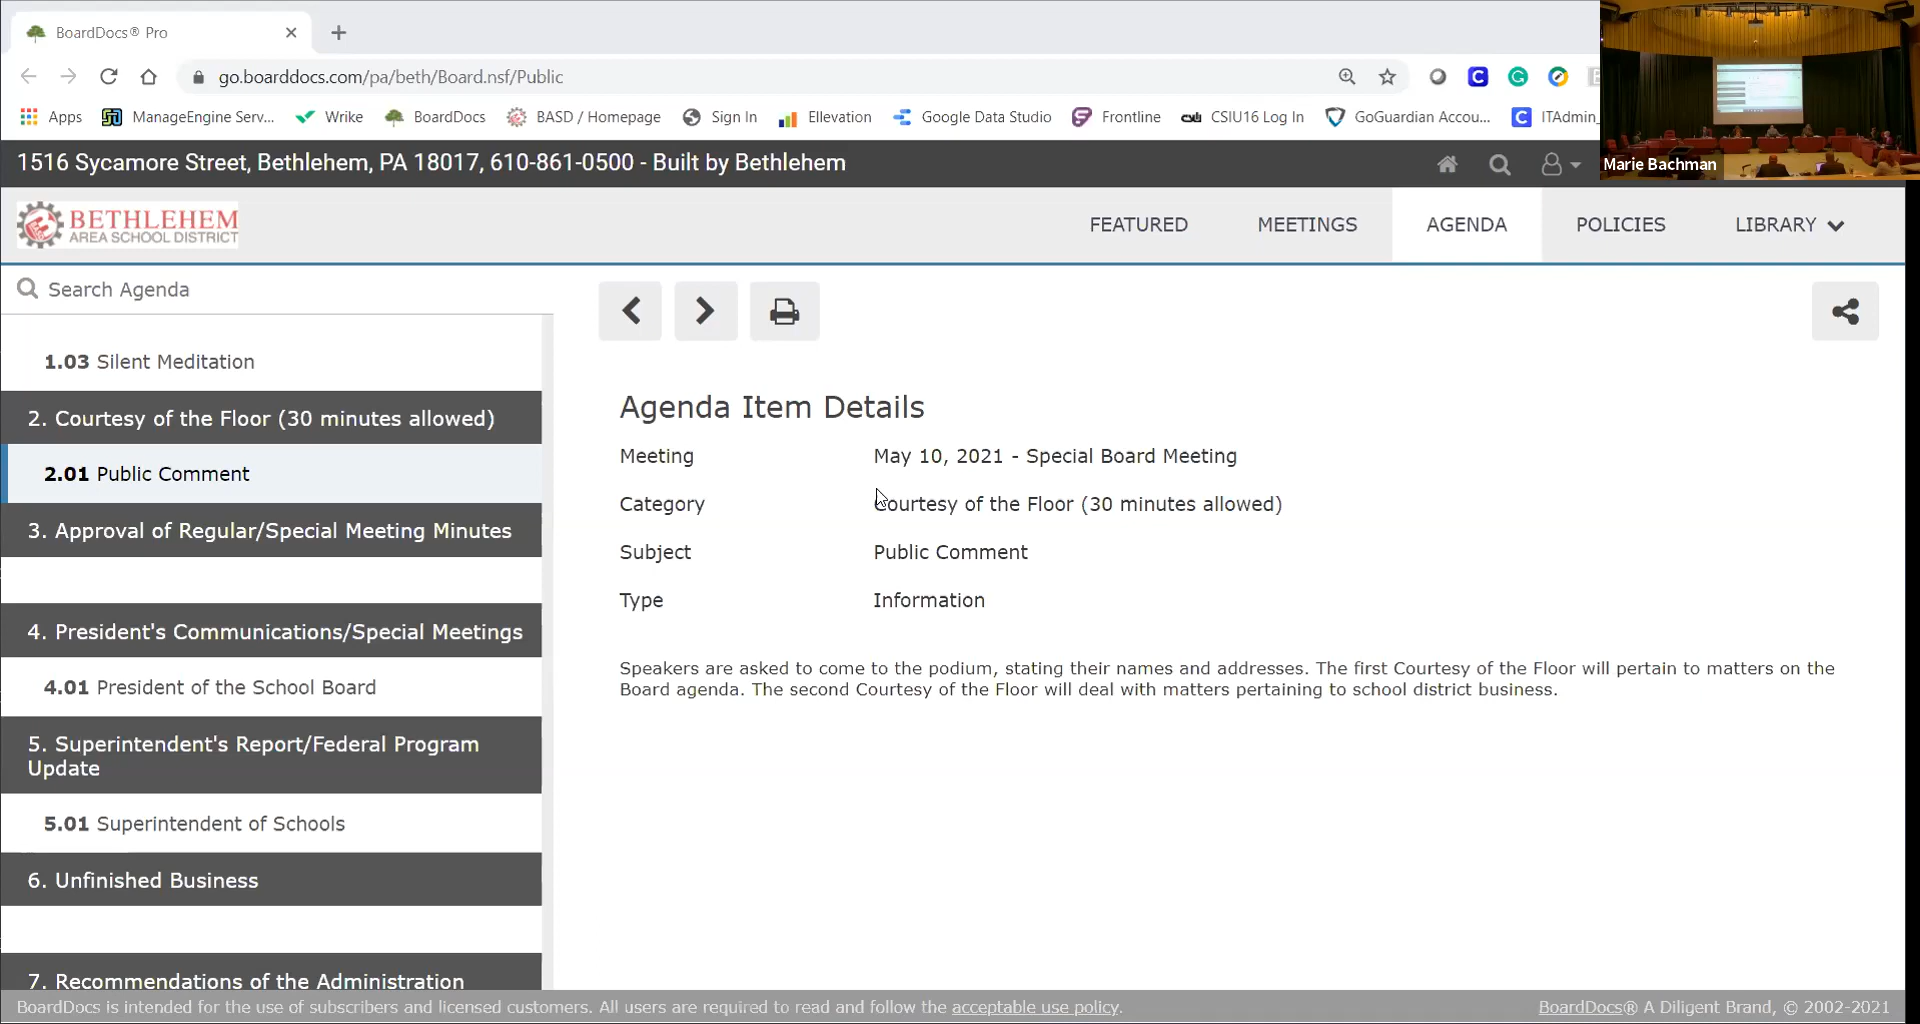 BoardDocs® Pro
go.boarddocs.com/pa/beth/Board.nsf/Public
Apps ManageEngine Serv... Wrike BoardDocs BASD / Homepage Sign In Ellevation Google Data Studio Frontline CSIU16 Log In GoGuardian Accou... ITAdmin_
1516 Sycamore Street, Bethlehem, PA 18017, 610-861-0500 - Built by Bethlehem
Marie Bachman
BETHLEHEM
AREA SCHOOL DISTRICT
FEATURED MEETINGS AGENDA POLICIES LIBRARY
Search Agenda
1.03 Silent Meditation
2. Courtesy of the Floor (30 minutes allowed)
2.01 Public Comment
3. Approval of Regular/Special Meeting Minutes
4. President's Communications/Special Meetings
4.01 President of the School Board
5. Superintendent's Report/Federal Program
Update
5.01 Superintendent of Schools
6. Unfinished Business
7. Recommendations of the Administration
Agenda Item Details
Meeting May 10, 2021 - Special Board Meeting
Category Courtesy of the Floor (30 minutes allowed)
Subject Public Comment
Type Information
Speakers are asked to come to the podium, stating their names and addresses. The first Courtesy of the Floor will pertain to matters on the
Board agenda. The second Courtesy of the Floor will deal with matters pertaining to school district business.
BoardDocs is intended for the use of subscribers and licensed customers. All users are required to read and follow the acceptable use policy.
BoardDocs® A Diligent Brand, © 2002-2021